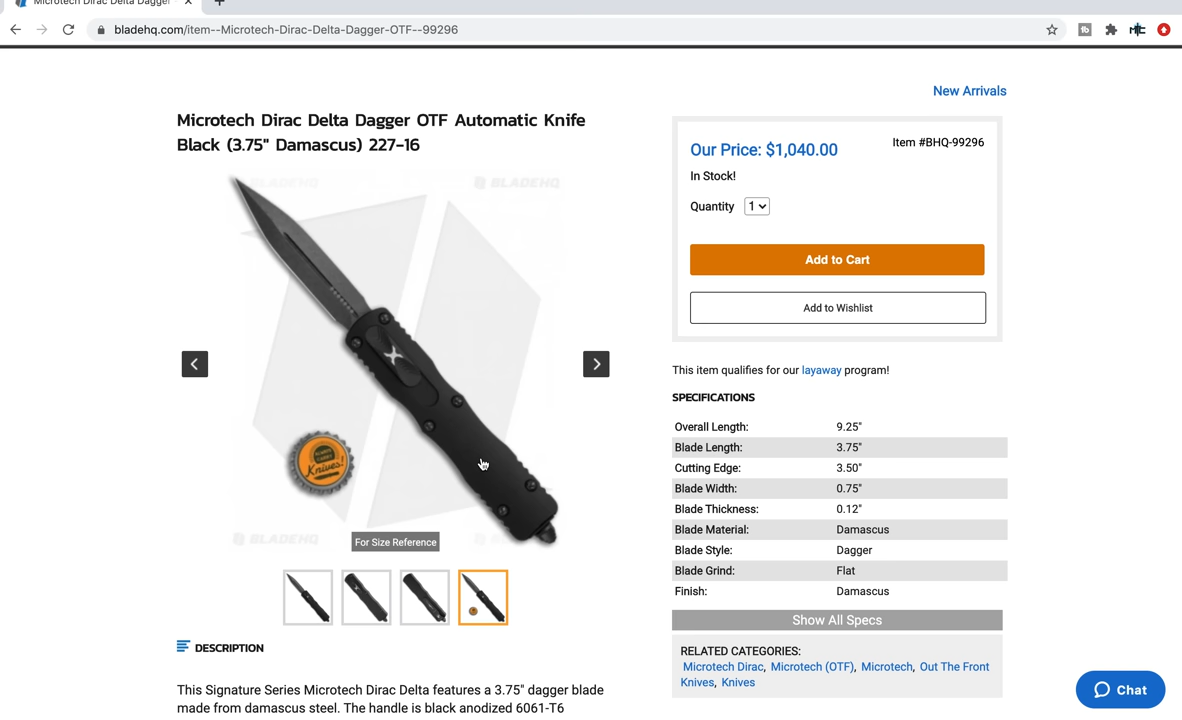 Microtech Dirac Delta Dagger
bladehq.com/item--Microtech-Dirac-Delta-Dagger-OTF--99296
New Arrivals
Microtech Dirac Delta Dagger OTF Automatic Knife
Black (3.75" Damascus) 227-16
Our Price: $1,040.00
Item #BHQ-99296
In Stock!
Quantity 1
Add to Cart
Add to Wishlist
BLADEHQ
BLADEHQ
Knives!
BLADEHQ
For Size Reference
This item qualifies for our layaway program!
SPECIFICATIONS
Overall Length: 9.25"
Blade Length: 3.75"
Cutting Edge: 3.50"
Blade Width: 0.75"
Blade Thickness: 0.12"
Blade Material: Damascus
Blade Style: Dagger
Blade Grind: Flat
Finish: Damascus
Show All Specs
RELATED CATEGORIES:
Microtech Dirac, Microtech (OTF), Microtech, Out The Front
Knives, Knives
DESCRIPTION
This Signature Series Microtech Dirac Delta features a 3.75" dagger blade
made from damascus steel. The handle is black anodized 6061-T6
Chat